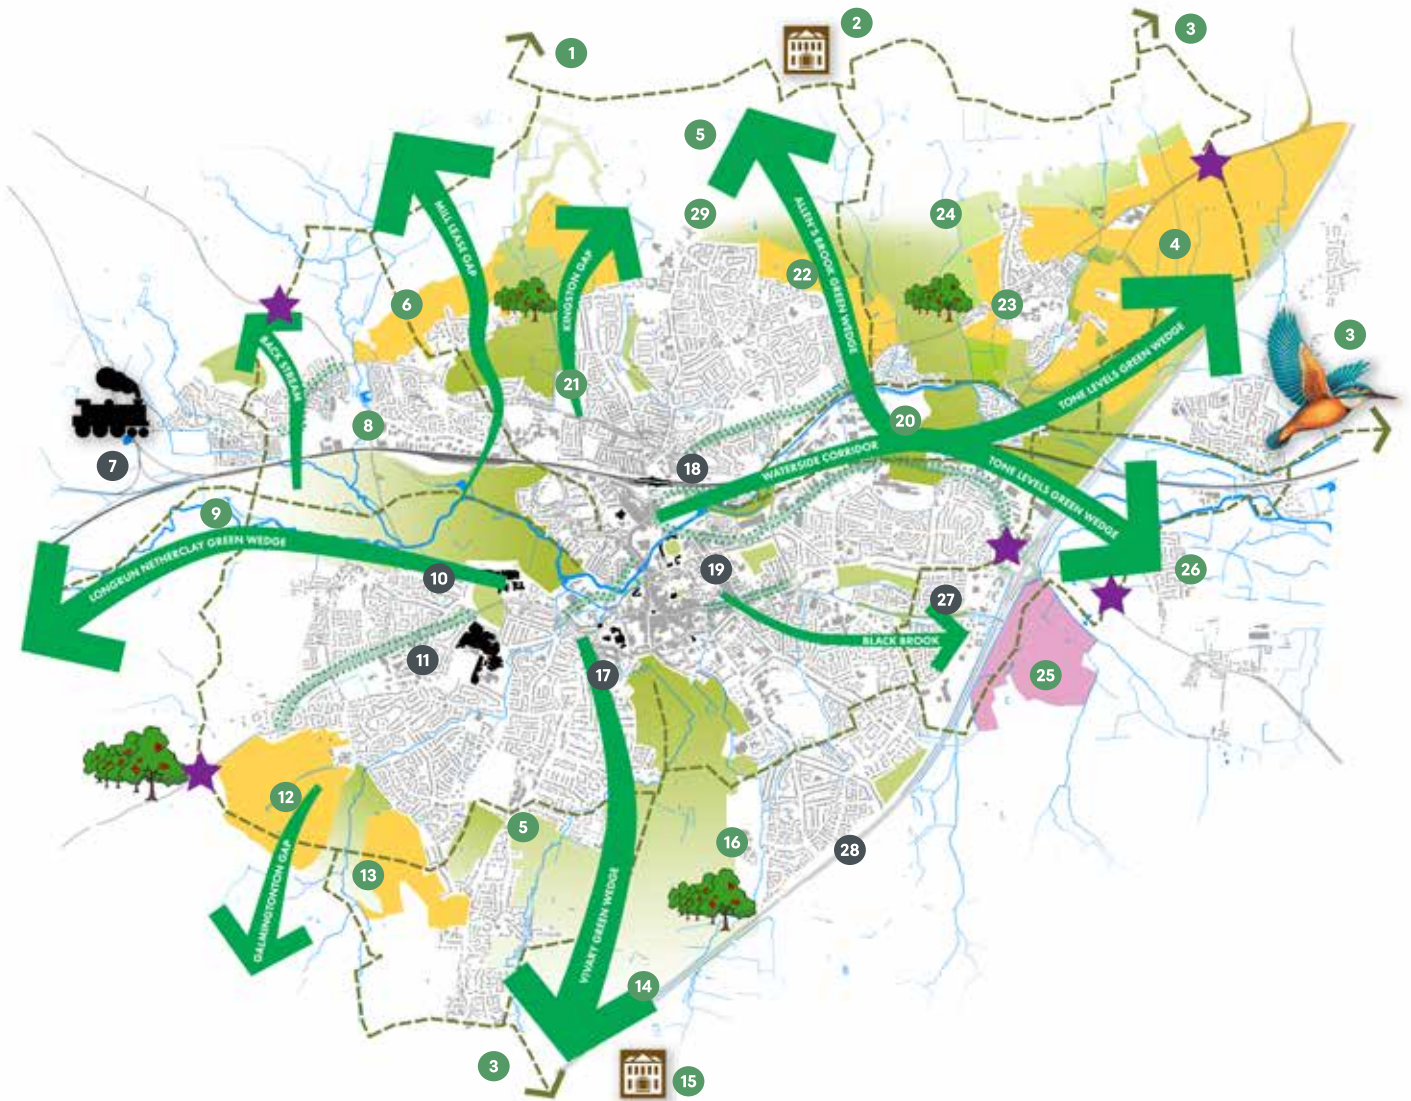 2
3
1
5
MILL LEASE GAP
29
ALLEN'S BROOK GREEN WEDGE
24
4
KINGSTON GAP
22
6
23
BACK STREAM
TONE LEVELS GREEN WEDGE
3
21
8
20
7
18
WATERSIDE CORRIDOR
TONE LEVELS GREEN WEDGE
9
LONGRUN NETHERCLAY GREEN WEDGE
10
19
26
27
BLACK BROOK
11
17
25
12
5
16
28
GALMINGTONTON GAP
13
VIVARY GREEN WEDGE
14
3
15